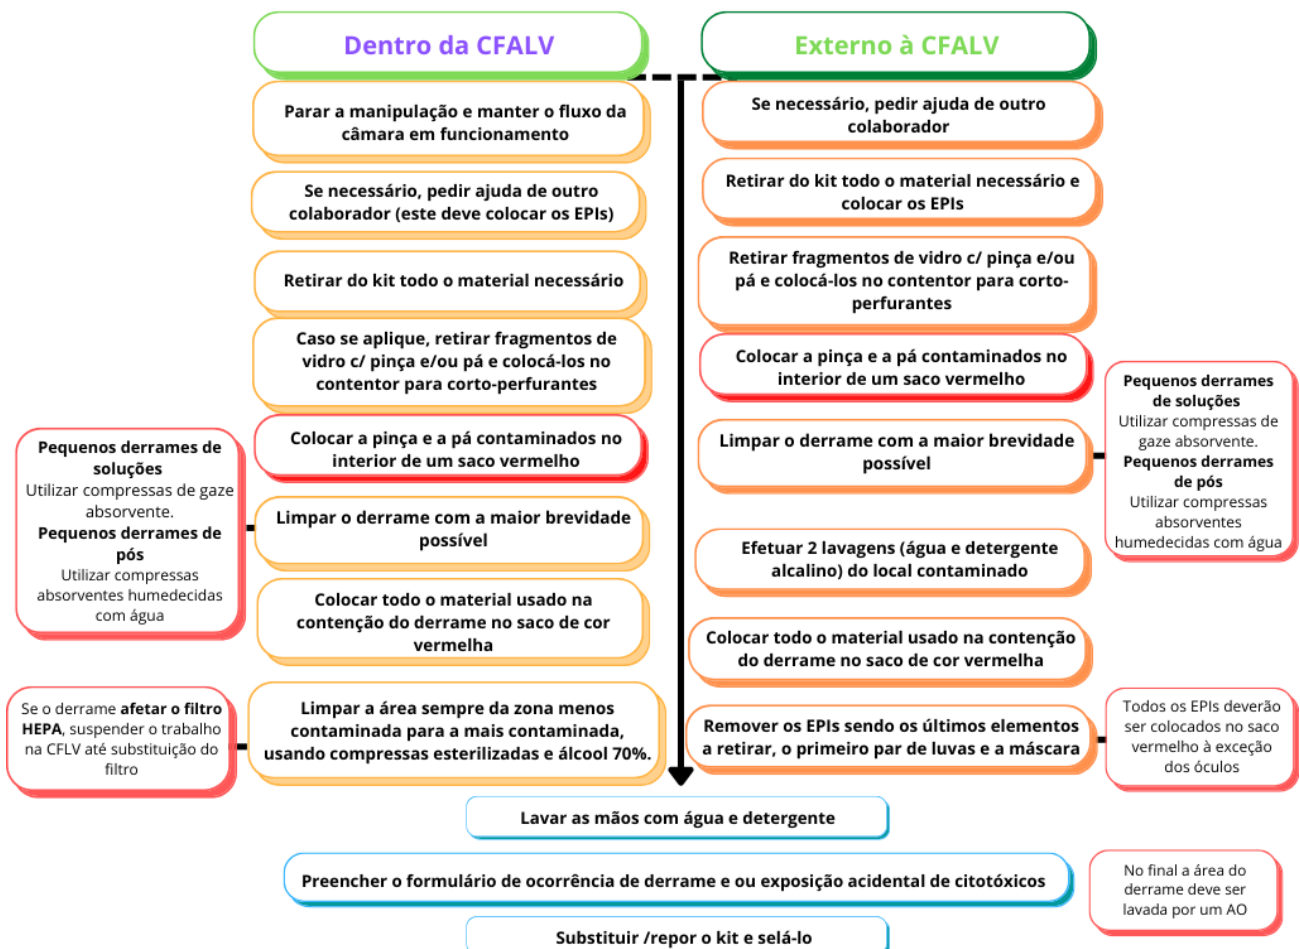 Dentro da CFALV
Parar a manipulação e manter o fluxo da
câmara em funcionamento
Se necessário, pedir ajuda de outro
colaborador (este deve colocar os EPIs)
Retirar do kit todo o material necessário
Caso se aplique, retirar fragmentos de
vidro c/ pinça e/ou pá e colocá-los no
contentor para corto-perfurantes
Colocar a pinça e a pá contaminados no
interior de um saco vermelho
Pequenos derrames de
soluções
Utilizar compressas de gaze
absorvente.
Pequenos derrames de
pós
Utilizar compressas
absorventes humedecidas
com água
Limpar o derrame com a maior brevidade
possível
Colocar todo o material usado na
contenção do derrame no saco de cor
vermelha
Se o derrame afetar o filtro
HEPA, suspender o trabalho
na CFLV até substituição do
filtro
Limpar a área sempre da zona menos
contaminada para a mais contaminada,
usando compressas esterilizadas e álcool 70%.
Externo à CFALV
Se necessário, pedir ajuda de outro
colaborador
Retirar do kit todo o material necessário e
colocar os EPIs
Retirar fragmentos de vidro c/ pinça e/ou
pá e colocá-los no contentor para corto-
perfurantes
Colocar a pinça e a pá contaminados no
interior de um saco vermelho
Limpar o derrame com a maior brevidade
possível
Pequenos derrames
de soluções
Utilizar compressas de
gaze absorvente.
Pequenos derrames
de pós
Utilizar compressas
absorventes
humedecidas com água
Efetuar 2 lavagens (água e detergente
alcalino) do local contaminado
Colocar todo o material usado na contenção
do derrame no saco de cor vermelha
Remover os EPIs sendo os últimos elementos
a retirar, o primeiro par de luvas e a máscara
Todos os EPIs deverão
ser colocados no saco
vermelho à exceção
dos óculos
Lavar as mãos com água e detergente
Preencher o formulário de ocorrência de derrame e ou exposição acidental de citotóxicos
No final a área do
derrame deve ser
lavada por um AO
Substituir /repor o kit e selá-lo